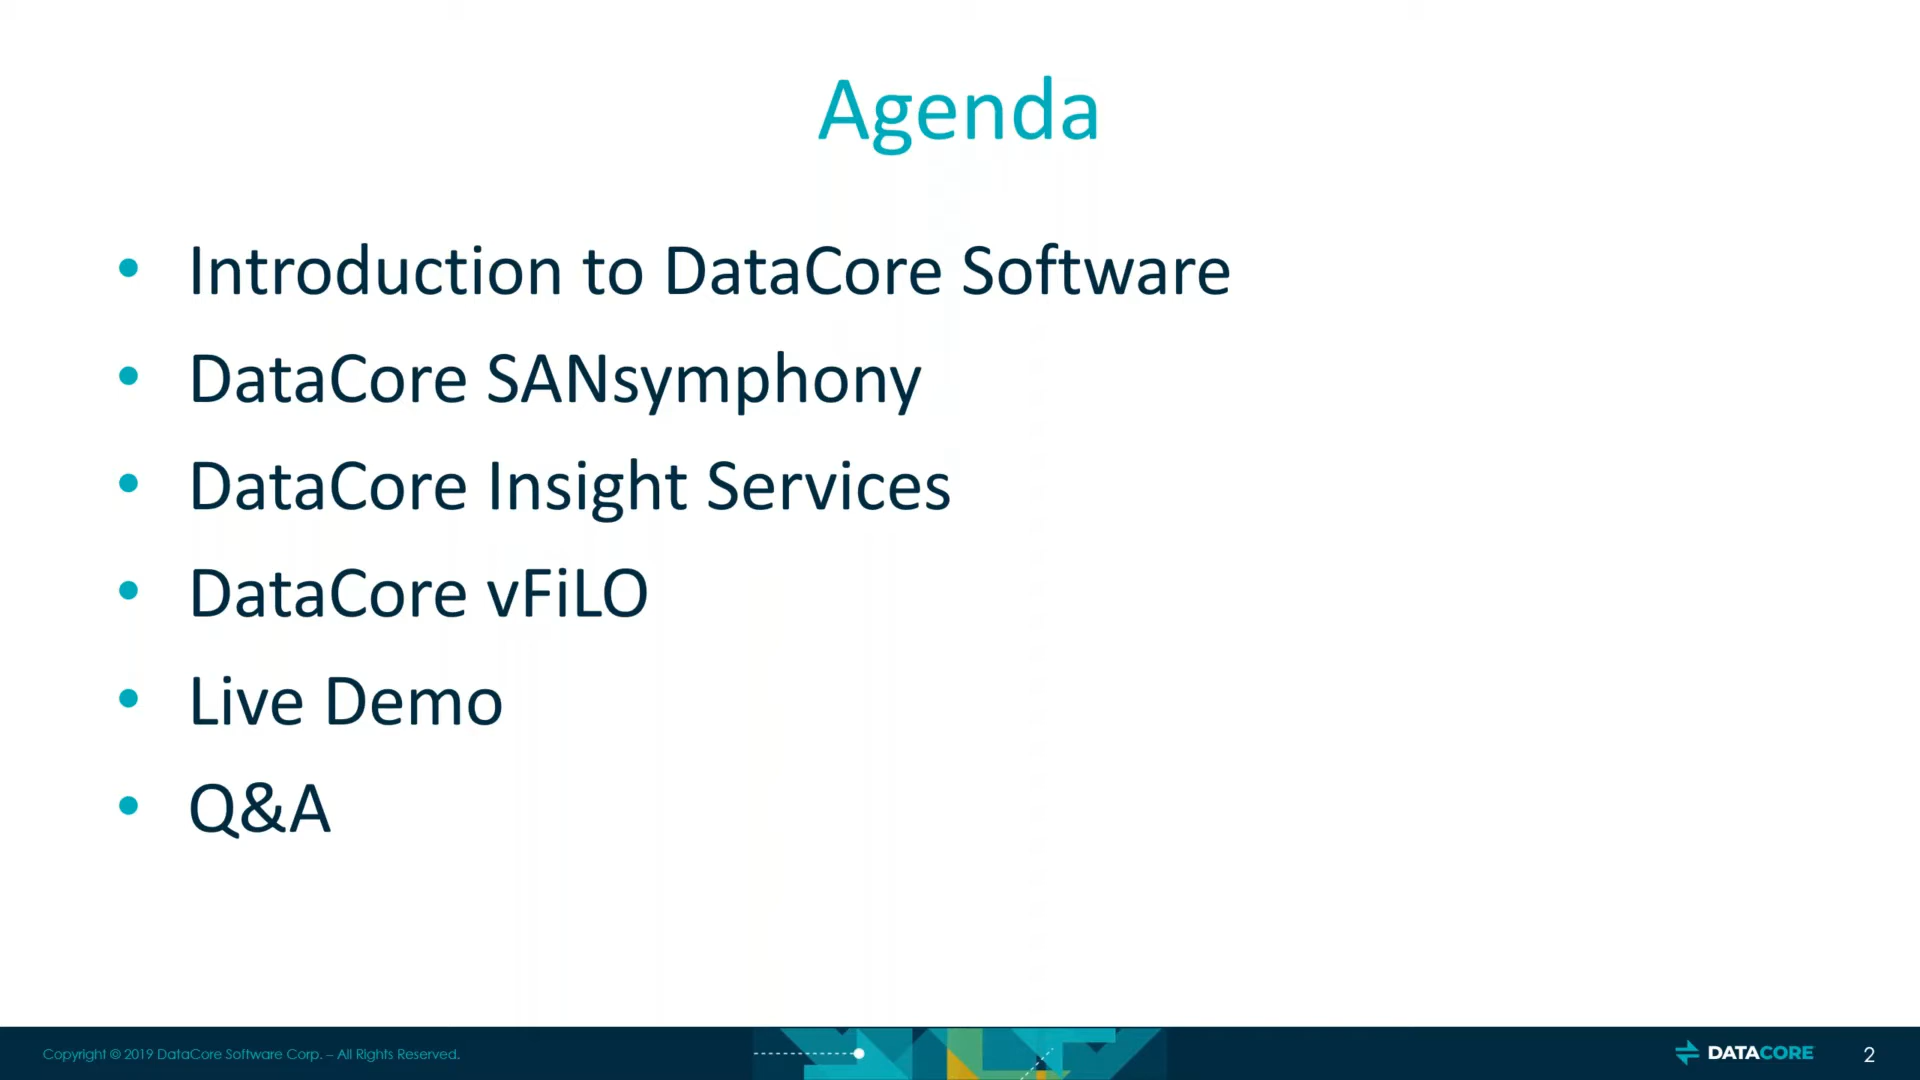 Agenda
• Introduction to DataCore Software
• DataCore SANsymphony
• DataCore Insight Services
• DataCore vFiLO
• Live Demo
• Q&A
Copyright © 2019 DataCore Software Corp. – All Rights Reserved.
DATACORE
2